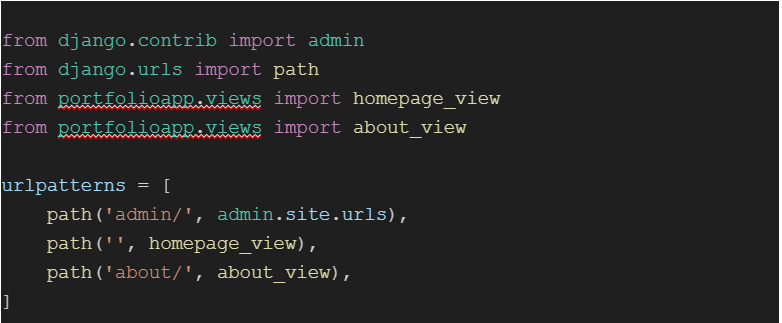 from django.contrib import admin
from django.urls import path
from portfolioapp.views import homepage_view
from portfolioapp.views import about_view
urlpatterns = [
    path('admin/', admin.site.urls),
    path('', homepage_view),
    path('about/', about_view),
]